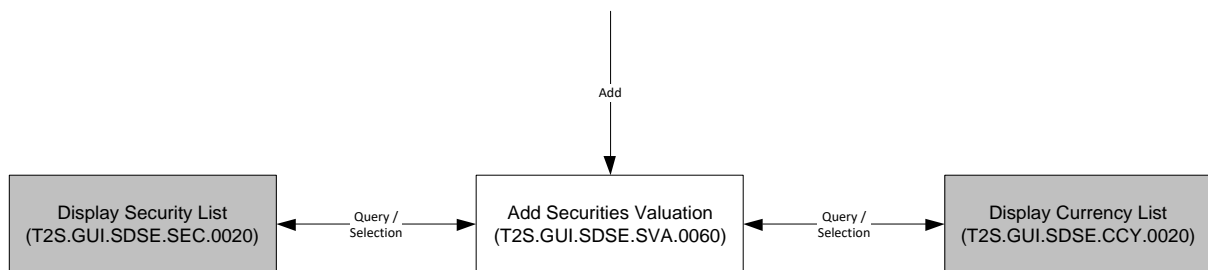 Add
Display Security List
(T2S.GUI.SDSE.SEC.0020)
Query /
Selection
Add Securities Valuation
(T2S.GUI.SDSE.SVA.0060)
Query /
Selection
Display Currency List
(T2S.GUI.SDSE.CCY.0020)